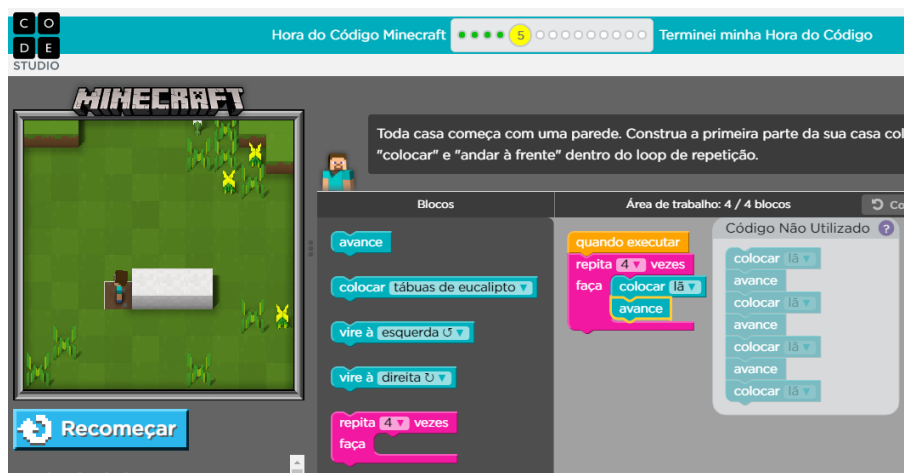 C O
D E
STUDIO
Hora do Código Minecraft
5
Terminei minha Hora do Código
MINECRAFT
Toda casa começa com uma parede. Construa a primeira parte da sua casa col
"colocar" e "andar à frente" dentro do loop de repetição.
Blocos
Área de trabalho: 4 / 4 blocos
Co
avance
colocar tábuas de eucalipto
vire à esquerda ↺
vire à direita ↻
repita 4 vezes
faça
quando executar
repita 4 vezes
faça colocar lã
avance
Código Não Utilizado ?
colocar lã
avance
colocar lã
avance
colocar lã
avance
colocar lã
Recomeçar